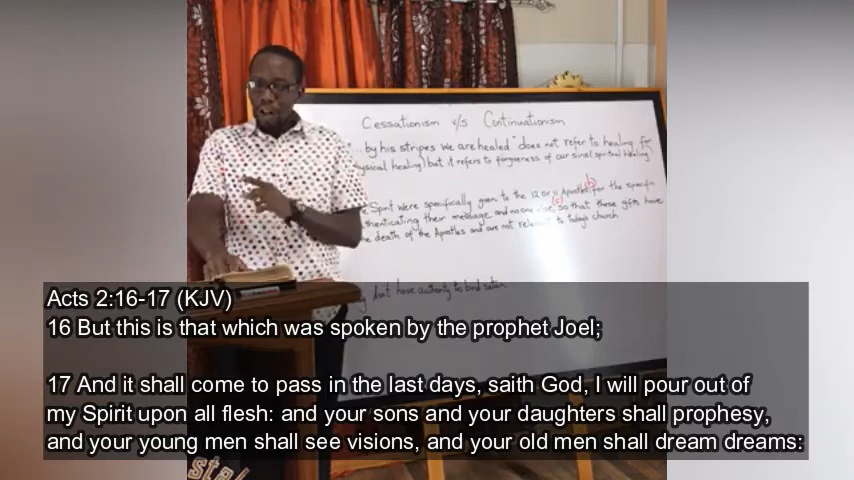 Cessationism v/s Continuationism
by his stripes we are healed" does not refer to healing
physical healing) but it refers to forgiveness of our sins (spiritual healing)
Spirit were specifically given to the 12 or Apostles for the specif-
thenticating their message and no one else, so that these gifts have
death of the Apostles and are not relevant to today's church
don't have authority to bind satan
Acts 2:16-17 (KJV)
16 But this is that which was spoken by the prophet Joel;
17 And it shall come to pass in the last days, saith God, I will pour out of
my Spirit upon all flesh: and your sons and your daughters shall prophesy,
and your young men shall see visions, and your old men shall dream dreams: